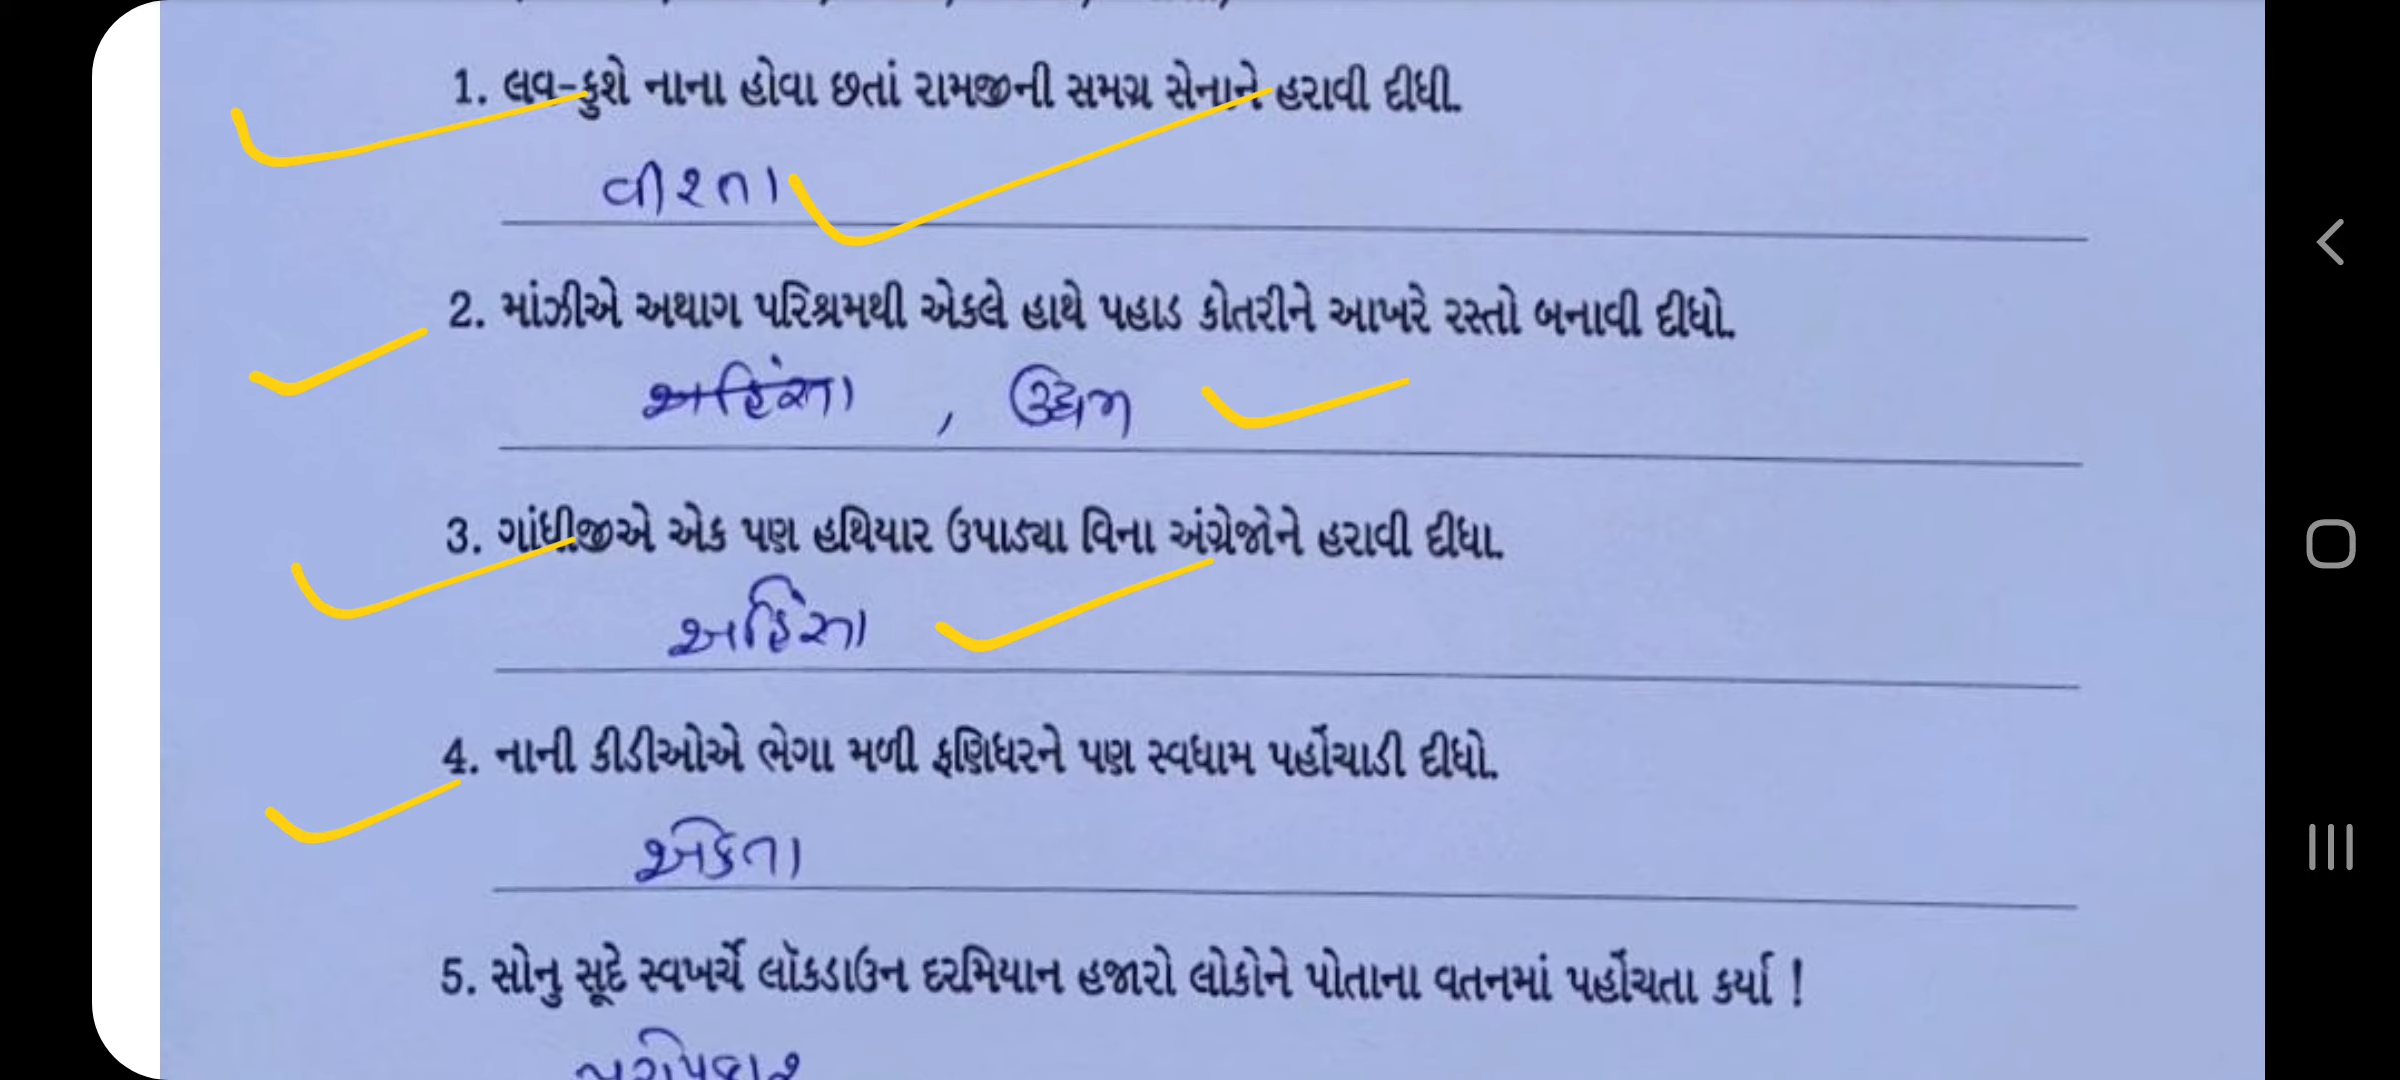 1. લવ-કુશે નાના હોવા છતાં રામજીની સમગ્ર સેનાને હરાવી દીધી.
વીરતા
2. માંઝીએ અથાગ પરિશ્રમથી એકલે હાથે પહાડ કોતરીને આખરે રસ્તો બનાવી દીધો.
અહિંસા , ઉદ્યમ
3. ગાંધીજીએ એક પણ હથિયાર ઉપાડ્યા વિના અંગ્રેજોને હરાવી દીધા.
અહિંસા
4. નાની કીડીઓએ ભેગા મળી ફણિધરને પણ સ્વધામ પહોંચાડી દીધો.
એકતા
5. સોનુ સૂદે સ્વખર્ચે લૉકડાઉન દરમિયાન હજારો લોકોને પોતાના વતનમાં પહોંચતા કર્યા !